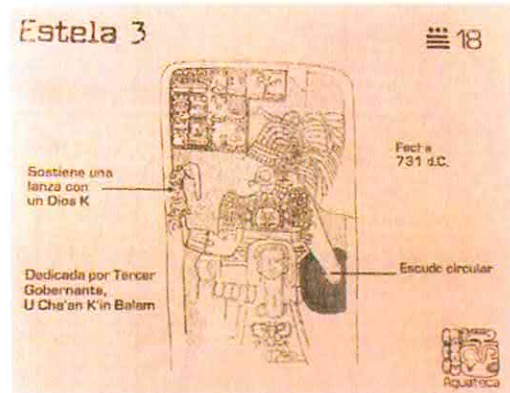 Estela 3
18
Fecha
731 d.C.
Sostiene una
lanza con
un Dios K
Dedicada por Tercer
Gobernante,
U Cha'an K'in Balam
Escudo circular
Aguateca